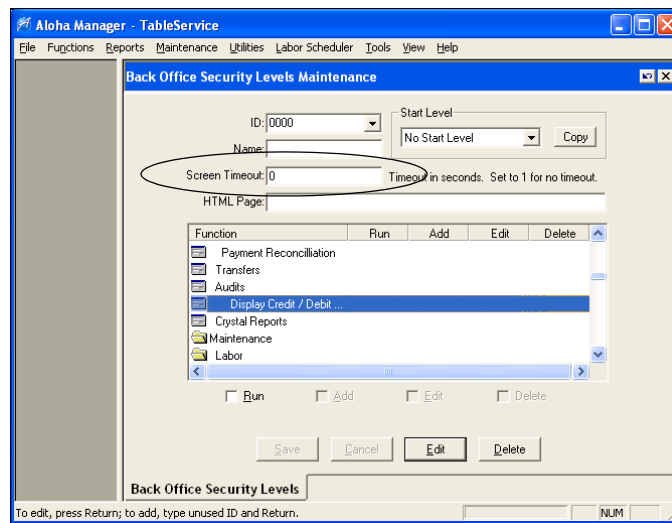 Aloha Manager - TableService
File Functions Reports Maintenance Utilities Labor Scheduler Tools View Help
Back Office Security Levels Maintenance
ID: 0000
Start Level
No Start Level Copy
Name:
Screen Timeout: 0 Timeout in seconds. Set to 1 for no timeout.
HTML Page:
Function Run Add Edit Delete
Payment Reconcilliation
Transfers
Audits
Display Credit / Debit ...
Crystal Reports
Maintenance
Labor
Run Add Edit Delete
Save Cancel Edit Delete
Back Office Security Levels
To edit, press Return; to add, type unused ID and Return. NUM